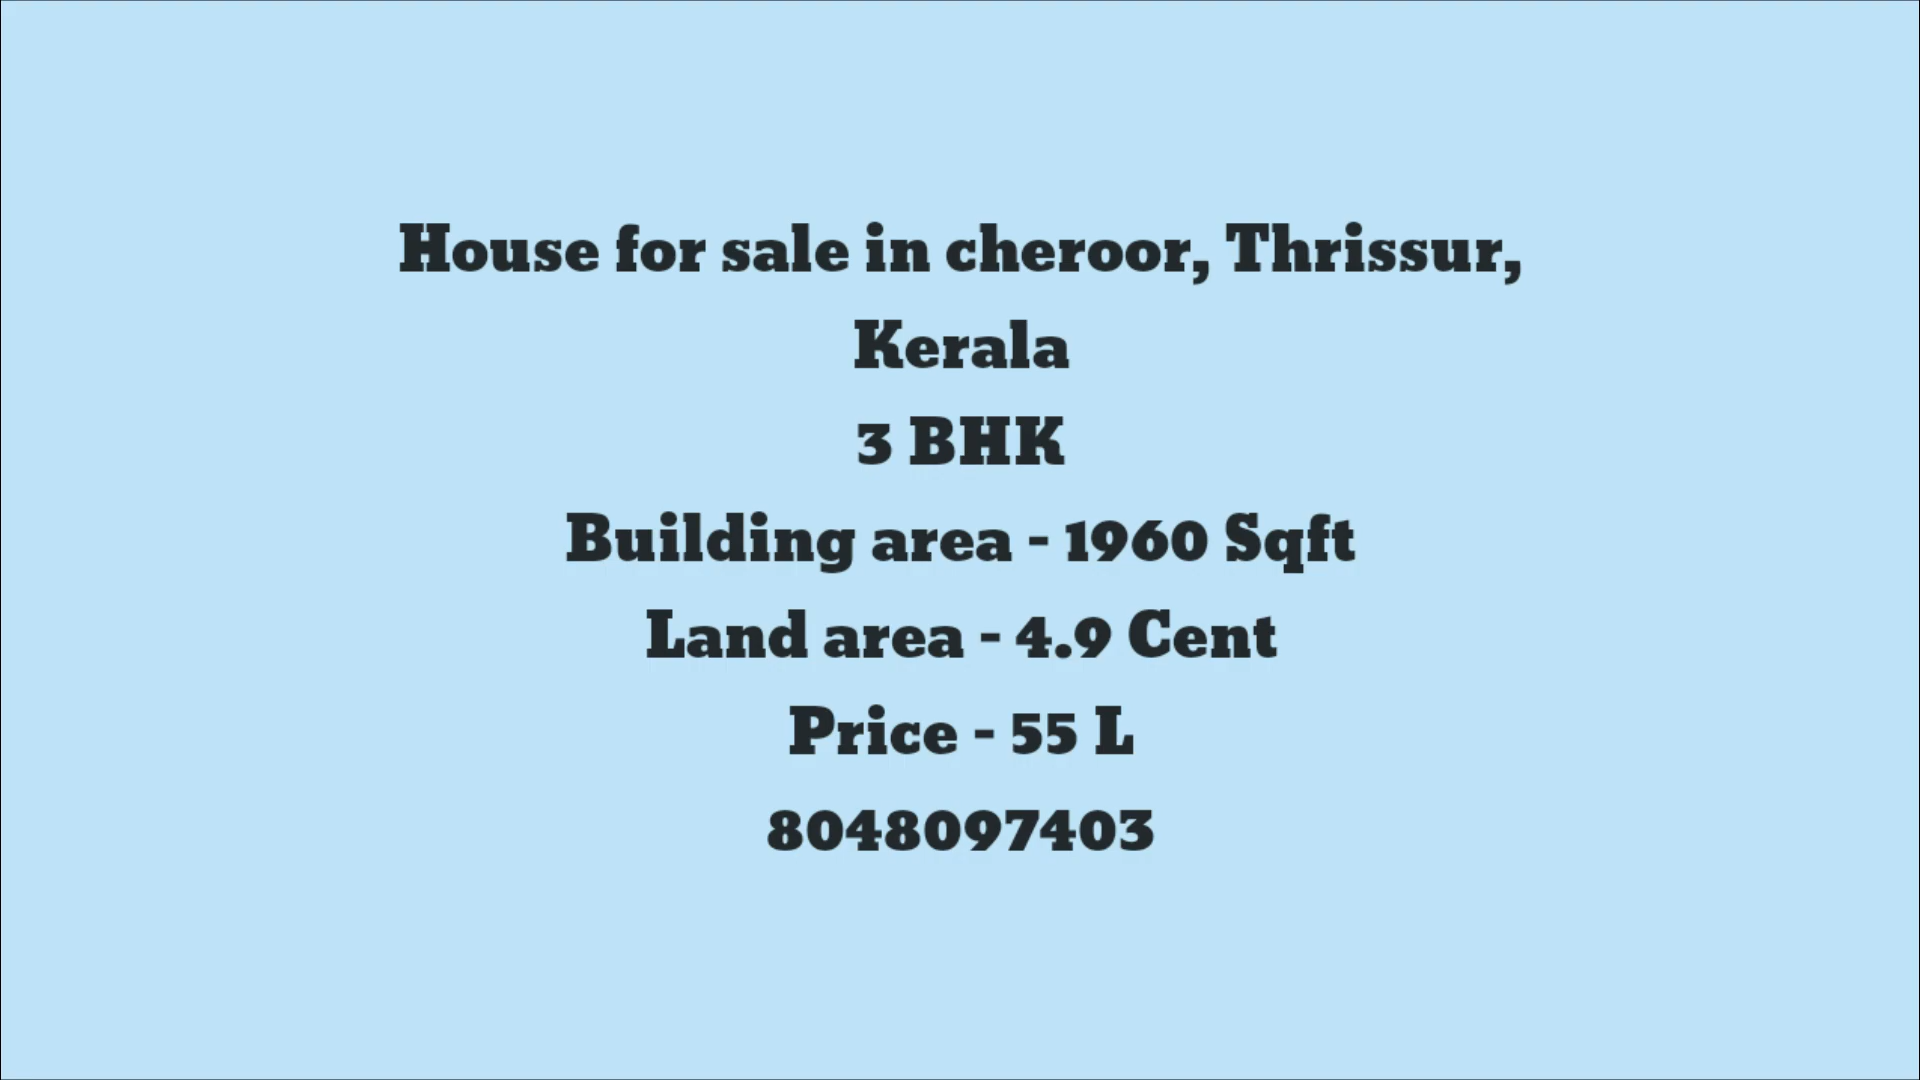 House for sale in cheroor, Thrissur,
Kerala
3 BHK
Building area - 1960 Sqft
Land area - 4.9 Cent
Price - 55 L
8048097403